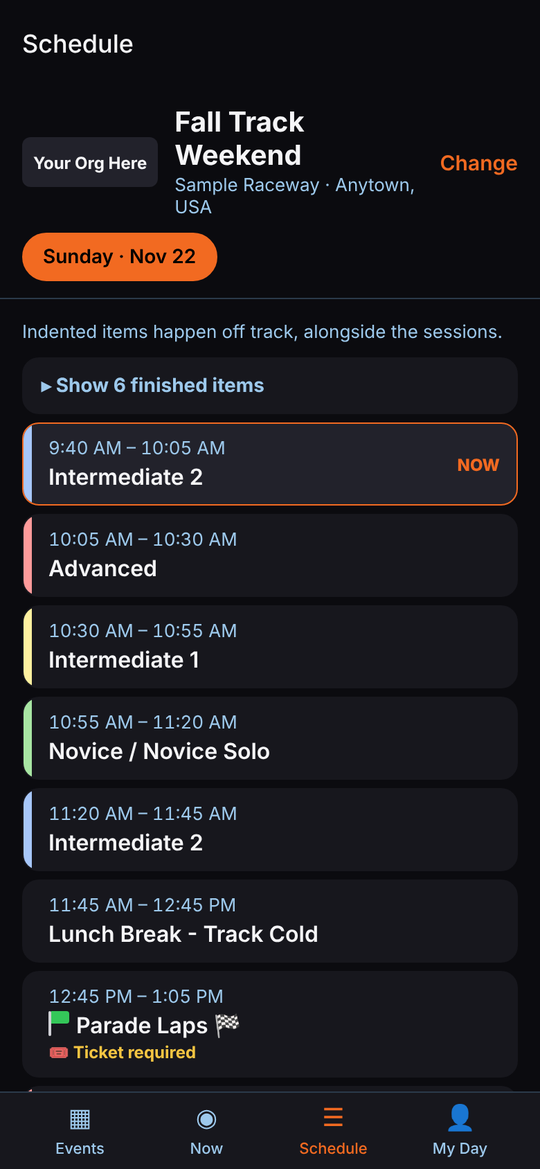 Schedule
Your Org Here
Fall Track
Weekend
Sample Raceway · Anytown,
USA
Change
Sunday · Nov 22
Indented items happen off track, alongside the sessions.
▸ Show 6 finished items
9:40 AM – 10:05 AM
Intermediate 2
NOW
10:05 AM – 10:30 AM
Advanced
10:30 AM – 10:55 AM
Intermediate 1
10:55 AM – 11:20 AM
Novice / Novice Solo
11:20 AM – 11:45 AM
Intermediate 2
11:45 AM – 12:45 PM
Lunch Break - Track Cold
12:45 PM – 1:05 PM
Parade Laps 🏁
🎟 Ticket required
Events
Now
Schedule
My Day